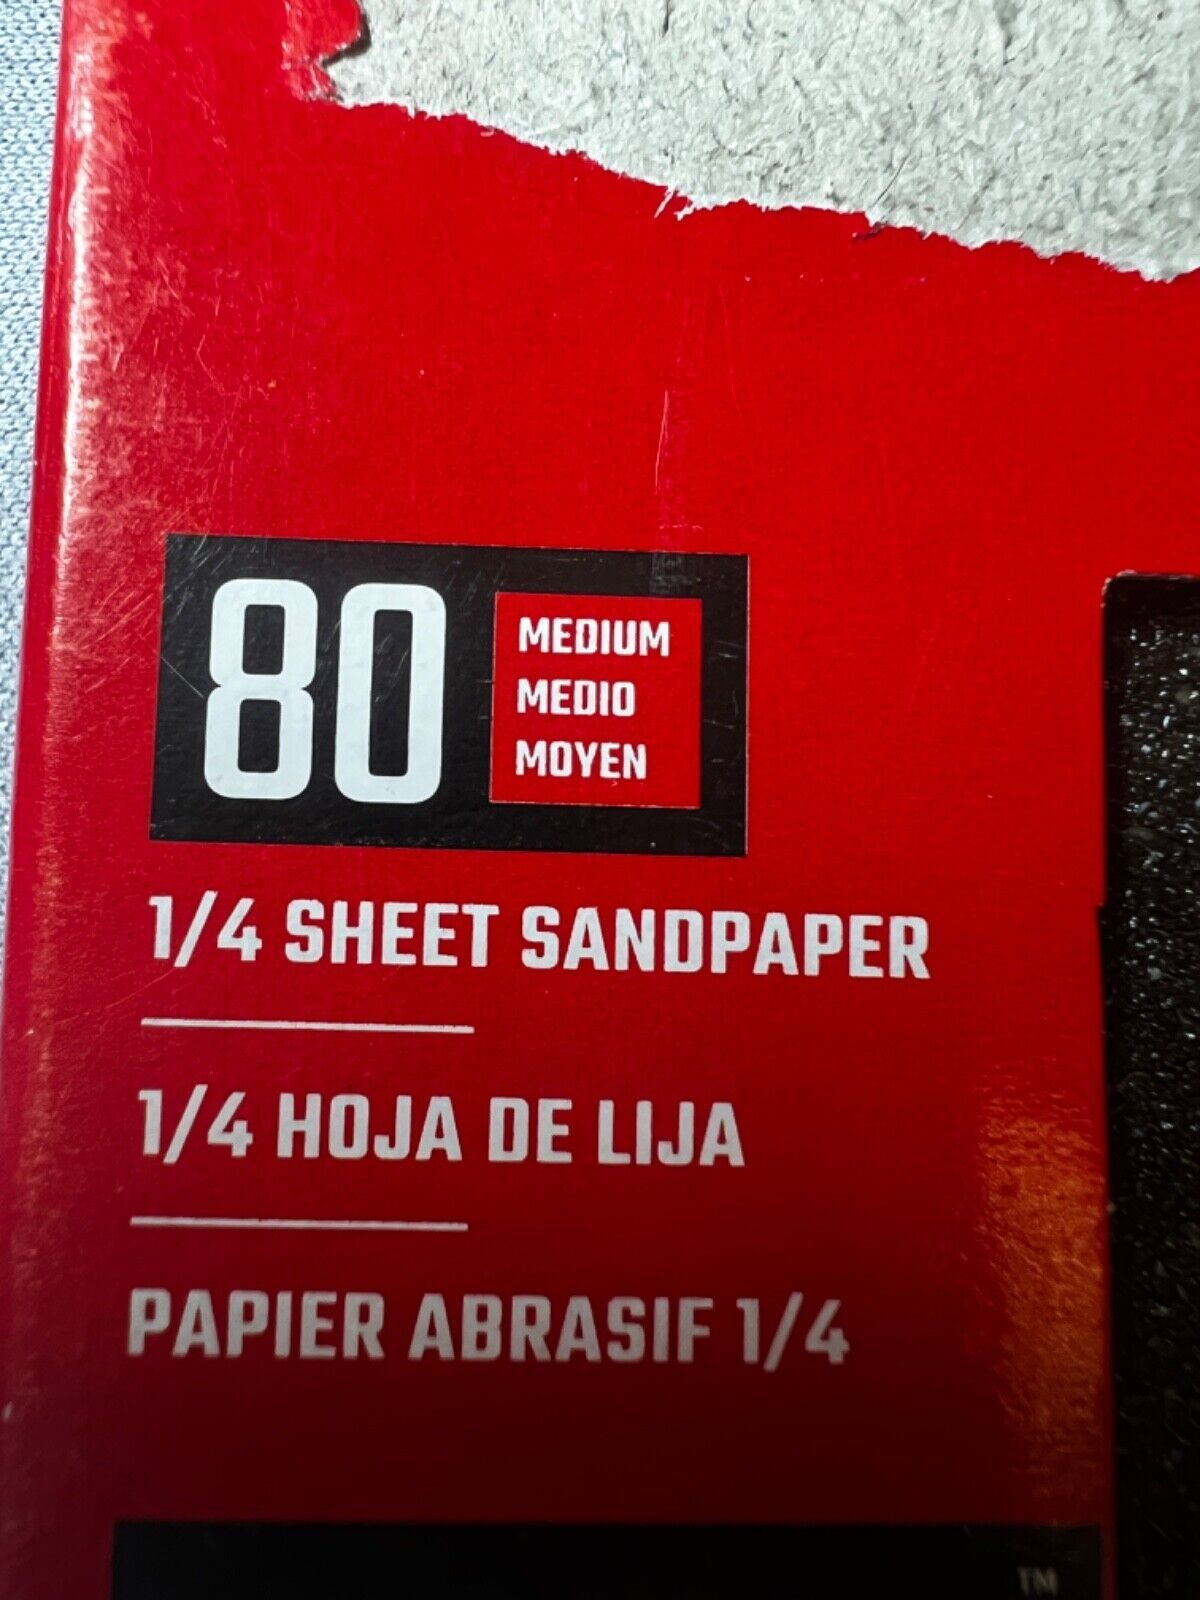 80
MEDIUM
MEDIO
MOYEN
1/4 SHEET SANDPAPER
1/4 HOJA DE LIJA
PAPIER ABRASIF 1/4
TM